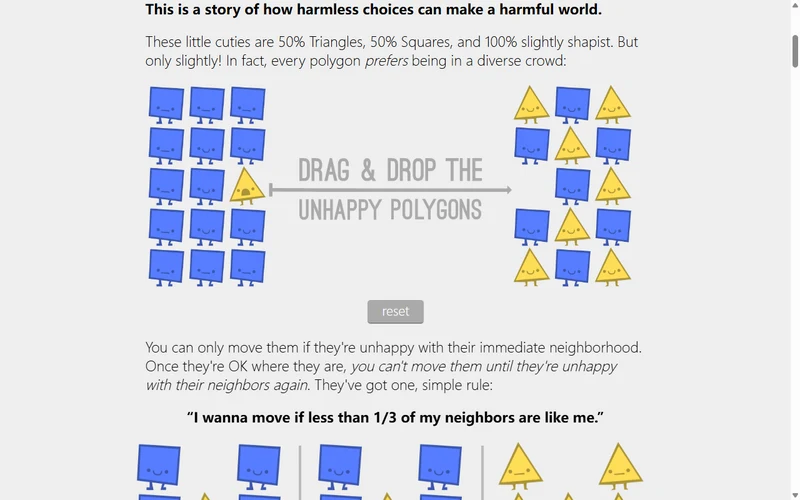 This is a story of how harmless choices can make a harmful world.
These little cuties are 50% Triangles, 50% Squares, and 100% slightly shapist. But
only slightly! In fact, every polygon prefers being in a diverse crowd:
DRAG & DROP THE
UNHAPPY POLYGONS
reset
You can only move them if they're unhappy with their immediate neighborhood.
Once they're OK where they are, you can't move them until they're unhappy
with their neighbors again. They've got one, simple rule:
“I wanna move if less than 1/3 of my neighbors are like me.”